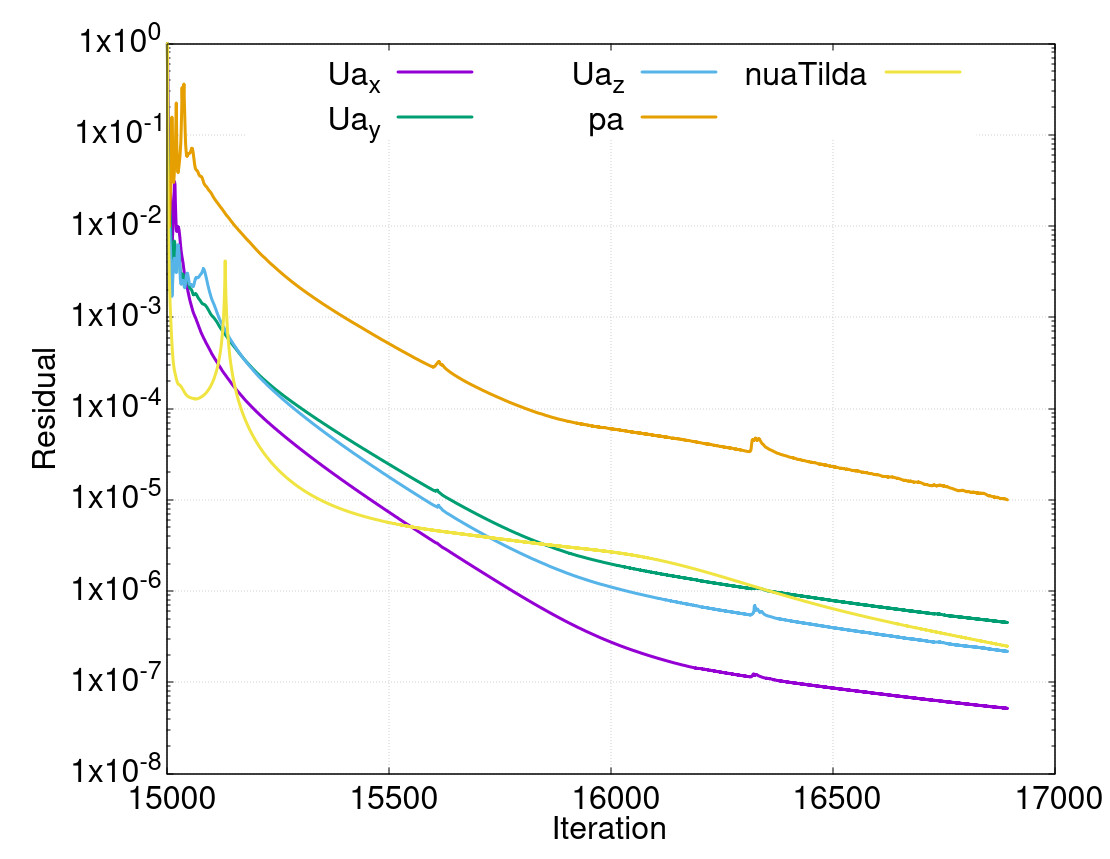 1x10^0
1x10^-1
1x10^-2
1x10^-3
1x10^-4
1x10^-5
1x10^-6
1x10^-7
1x10^-8
Residual
Ua_x
Ua_y
Ua_z
pa
nuaTilda
15000 15500 16000 16500 17000
Iteration